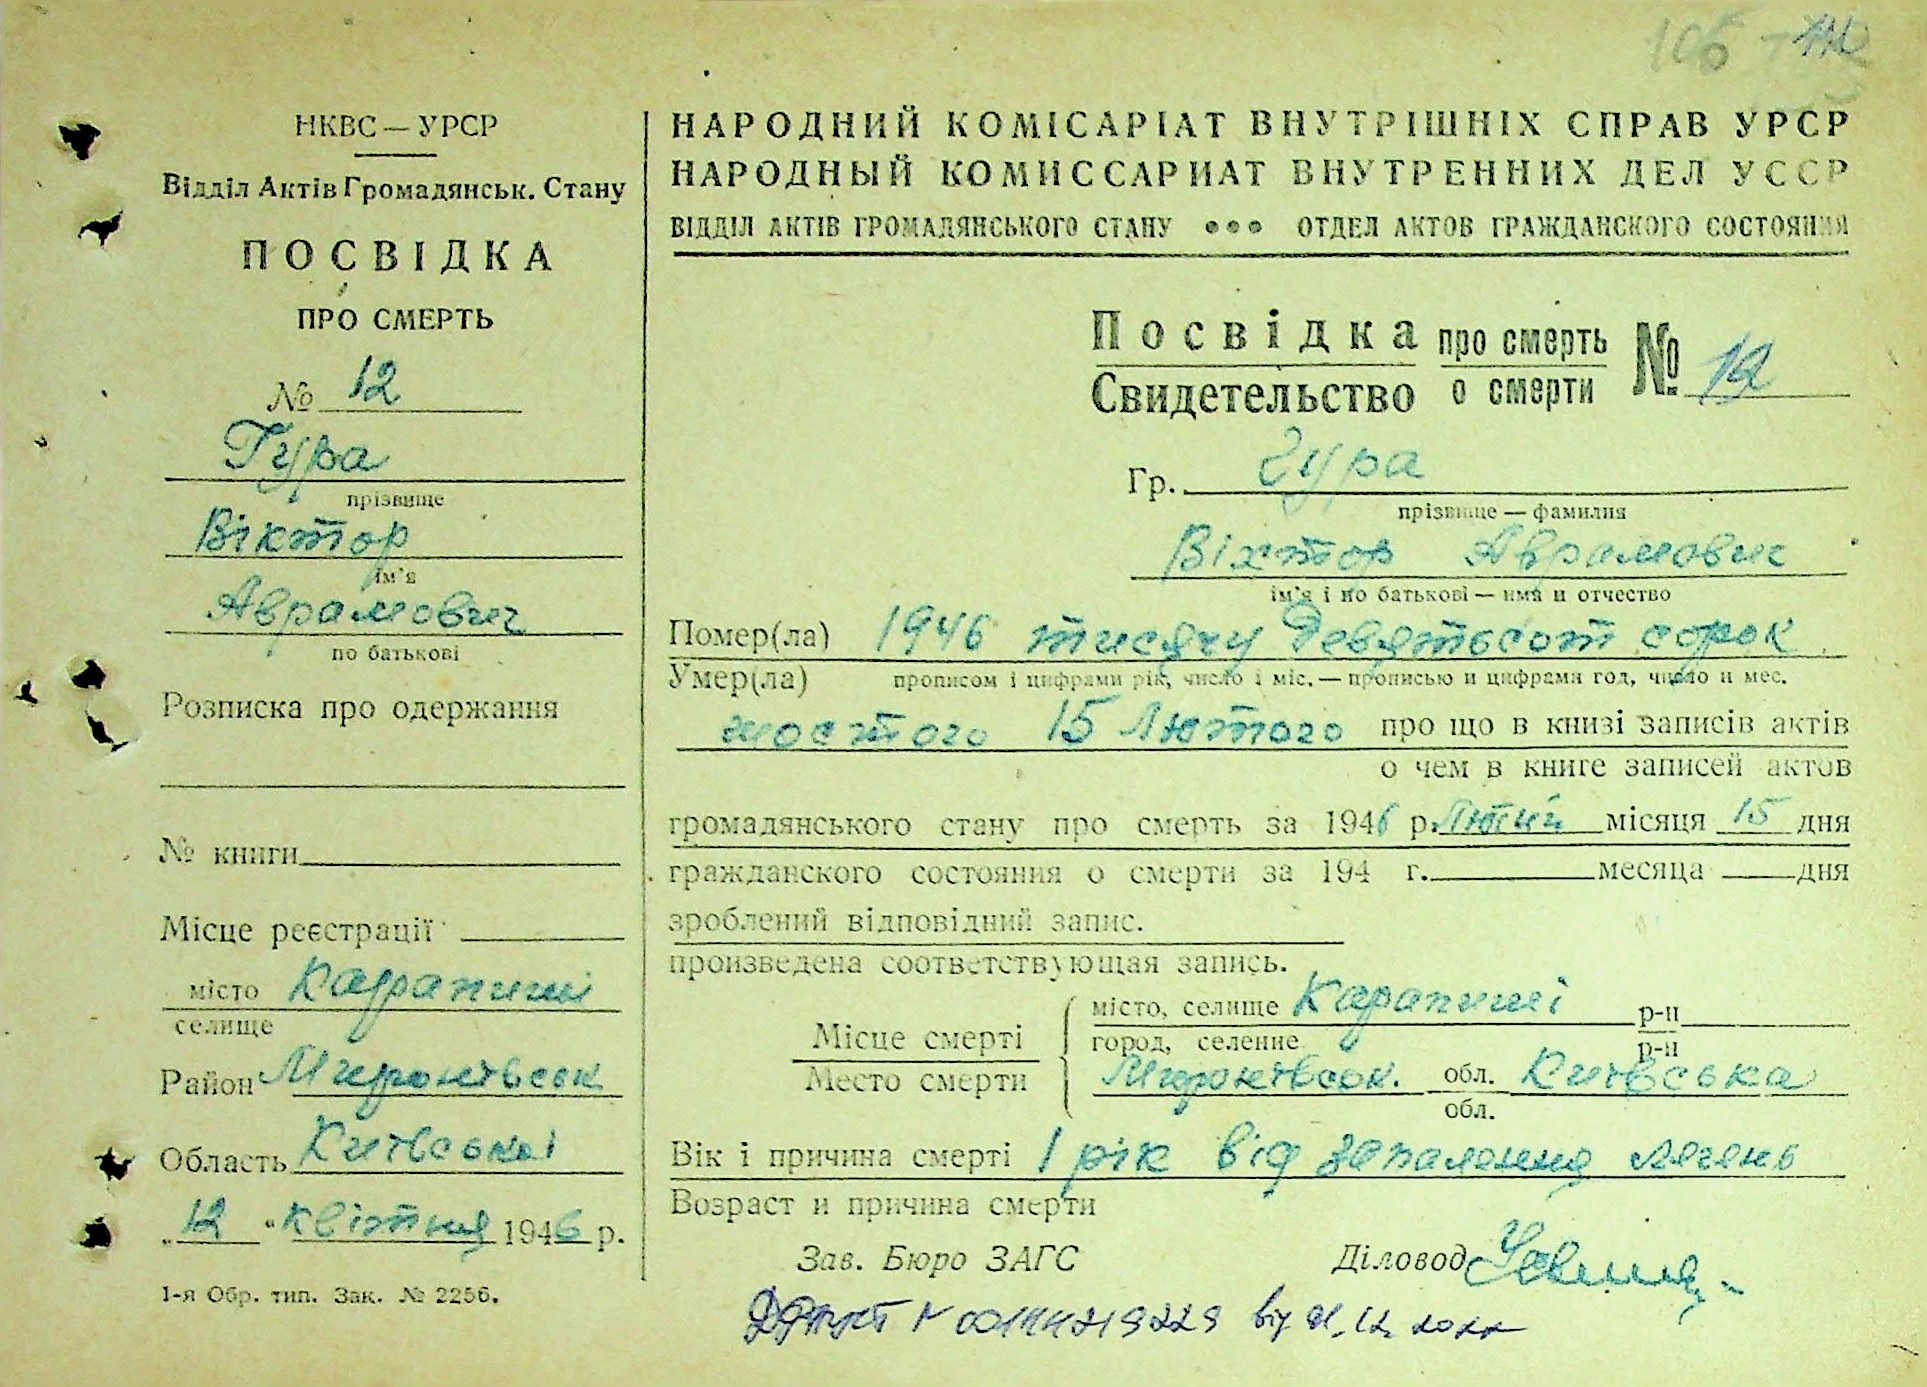 106
НКВС — УРСР
Відділ Актів Громадянськ. Стану
ПОСВІДКА
ПРО СМЕРТЬ
№ 12
Гура
прізвище
Віктор
ім'я
Аврамович
по батькові
Розписка про одержання
№ книги
Місце реєстрації
місто Карапиші
селище
Район Миронівськ
Область Київської
„12 “ квітня 1946 р.
1-я Обр. тип. Зак. № 2256.
НАРОДНИЙ КОМІСАРІАТ ВНУТРІШНІХ СПРАВ УРСР
НАРОДНЫЙ КОМИССАРИАТ ВНУТРЕННИХ ДЕЛ УССР
ВІДДІЛ АКТІВ ГРОМАДЯНСЬКОГО СТАНУ ••• ОТДЕЛ АКТОВ ГРАЖДАНСКОГО СОСТОЯНИЯ
Посвідка про смерть № 12
Свидетельство о смерти
Гр. Гура
прізвище — фамилия
Віктор Аврамович
ім'я і по батькові — имя и отчество
Помер(ла) 1946 тисячу девятьсот сорок
Умер(ла) прописом і цифрами рік, число і міс. — прописью и цифрами год, число и мес.
шостого 15 Лютого про що в книзі записів актів
о чем в книге записей актов
громадянського стану про смерть за 1946 р. Лютий місяця 15 дня
гражданского состояния о смерти за 194 г. месяца дня
зроблений відповідний запис.
произведена соответствующая запись.
Місце смерті місто, селище Карапиші р-н
Место смерти город, селение р-н
Миронівськ. обл. Київська
обл.
Вік і причина смерті 1 рік від запалення легень
Возраст и причина смерти
Зав. Бюро ЗАГС Діловод
№ 00144219229 від